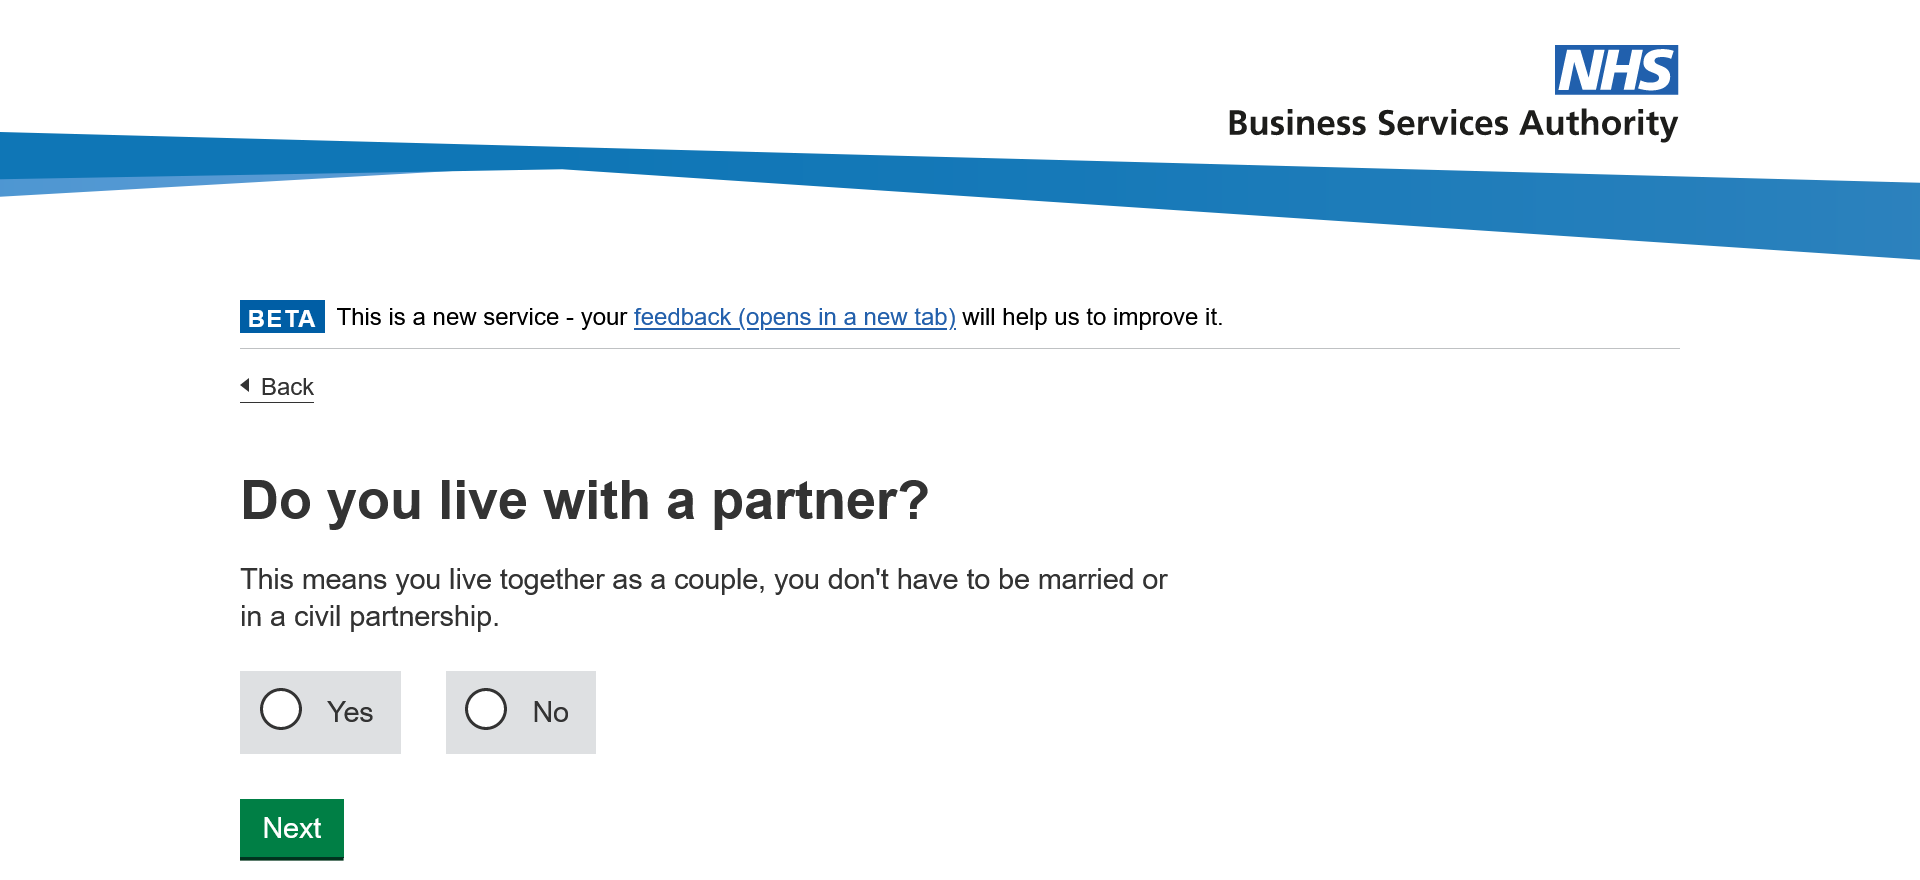 NHS
Business Services Authority
BETA This is a new service - your feedback (opens in a new tab) will help us to improve it.
Back
Do you live with a partner?
This means you live together as a couple, you don't have to be married or
in a civil partnership.
Yes No
Next